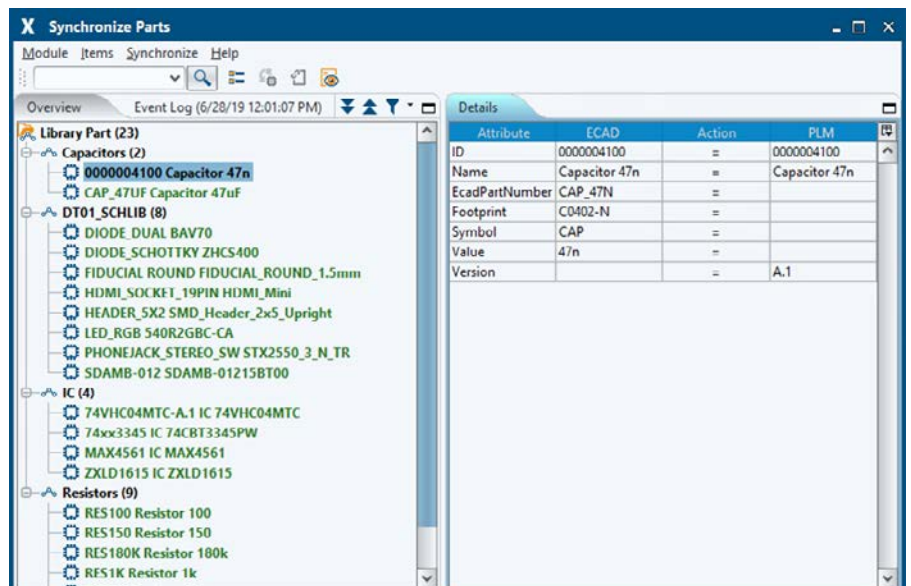 X Synchronize Parts
Module Items Synchronize Help
Overview Event Log (6/28/19 12:01:07 PM)
Library Part (23)
Capacitors (2)
0000004100 Capacitor 47n
CAP_47UF Capacitor 47uF
DT01_SCHLIB (8)
DIODE_DUAL BAV70
DIODE_SCHOTTKY ZHCS400
FIDUCIAL ROUND FIDUCIAL_ROUND_1.5mm
HDMI_SOCKET_19PIN HDMI_Mini
HEADER_5X2 SMD_Header_2x5_Upright
LED_RGB 540R2GBC-CA
PHONEJACK_STEREO_SW STX2550_3_N_TR
SDAMB-012 SDAMB-01215BT00
IC (4)
74VHC04MTC-A.1 IC 74VHC04MTC
74xx3345 IC 74CBT3345PW
MAX4561 IC MAX4561
ZXLD1615 IC ZXLD1615
Resistors (9)
RES100 Resistor 100
RES150 Resistor 150
RES180K Resistor 180k
RES1K Resistor 1k
Details
Attribute ECAD Action PLM
ID 0000004100 = 0000004100
Name Capacitor 47n = Capacitor 47n
EcadPartNumber CAP_47N =
Footprint C0402-N =
Symbol CAP =
Value 47n =
Version = A.1